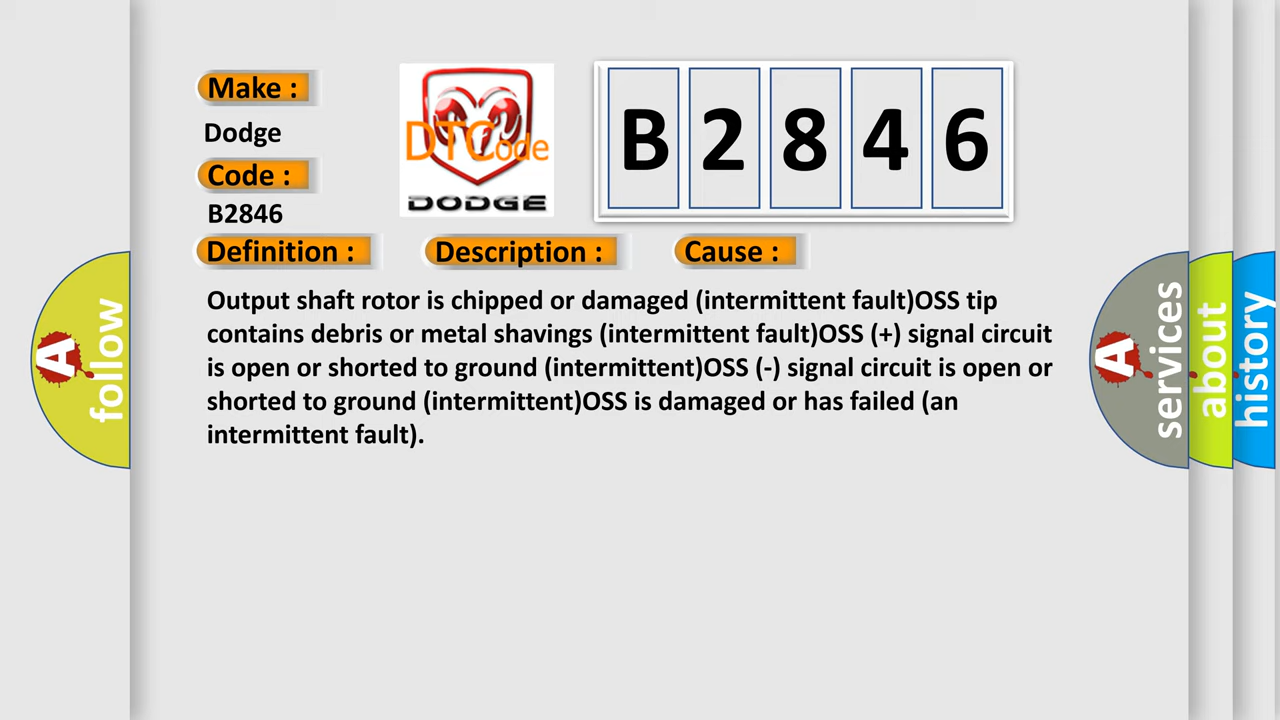 Make :
Dodge
Code :
B2846
DTCode
DODGE
B 2 8 4 6
Definition :
Description :
Cause :
Output shaft rotor is chipped or damaged (intermittent fault)OSS tip
contains debris or metal shavings (intermittent fault)OSS (+) signal circuit
is open or shorted to ground (intermittent)OSS (-) signal circuit is open or
shorted to ground (intermittent)OSS is damaged or has failed (an
intermittent fault).
A follow
A services
about
history